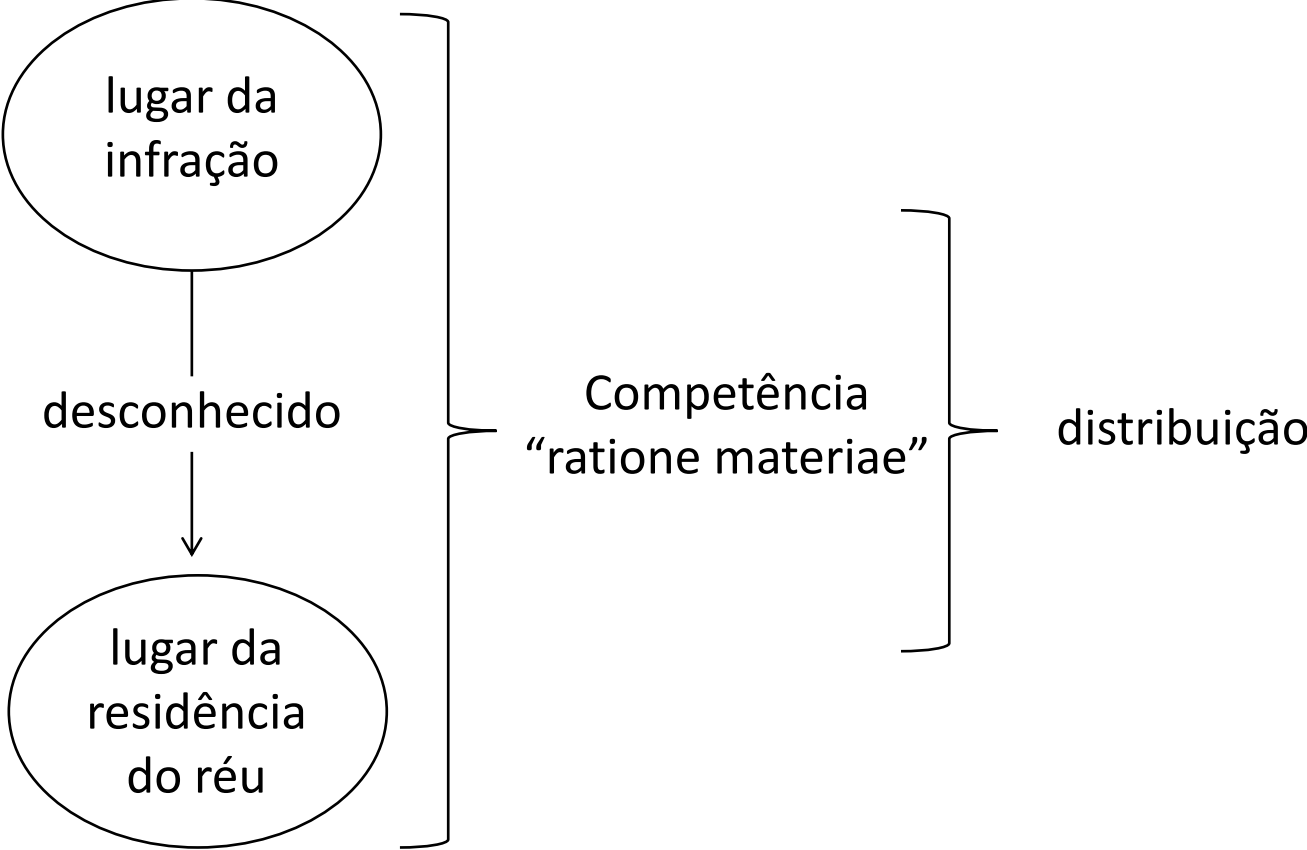 lugar da
infração
desconhecido
lugar da
residência
do réu
Competência
“ratione materiae”
distribuição